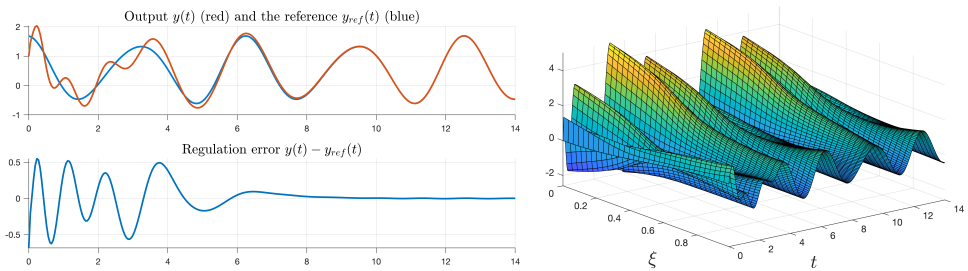 Output y(t) (red) and the reference y_ref(t) (blue)
2
1
0
-1
0 2 4 6 8 10 12 14
Regulation error y(t) − y_ref(t)
0.5
0
-0.5
0 2 4 6 8 10 12 14
4
2
0
-2
0
0.2
0.4
0.6
0.8
ξ
0 2 4 6 8 10 12 14
t